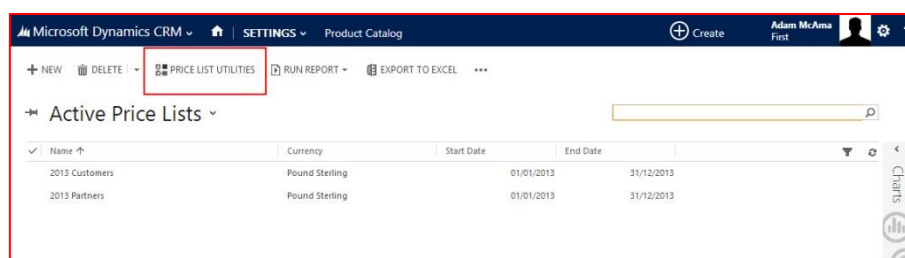 Microsoft Dynamics CRM SETTINGS Product Catalog Create Adam McAma
First
NEW DELETE PRICE LIST UTILITIES RUN REPORT EXPORT TO EXCEL ...
Active Price Lists
Name Currency Start Date End Date
2013 Customers Pound Sterling 01/01/2013 31/12/2013
2013 Partners Pound Sterling 01/01/2013 31/12/2013
Charts